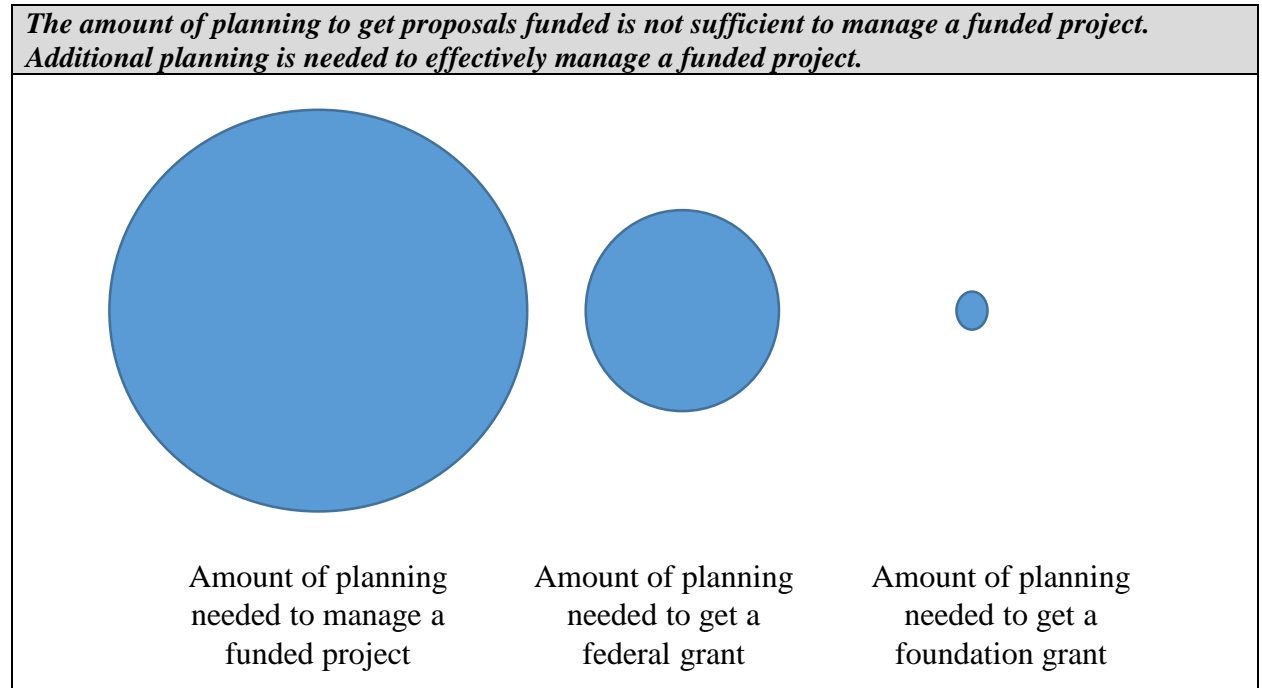 The amount of planning to get proposals funded is not sufficient to manage a funded project.
Additional planning is needed to effectively manage a funded project.
Amount of planning
needed to manage a
funded project
Amount of planning
needed to get a
federal grant
Amount of planning
needed to get a
foundation grant